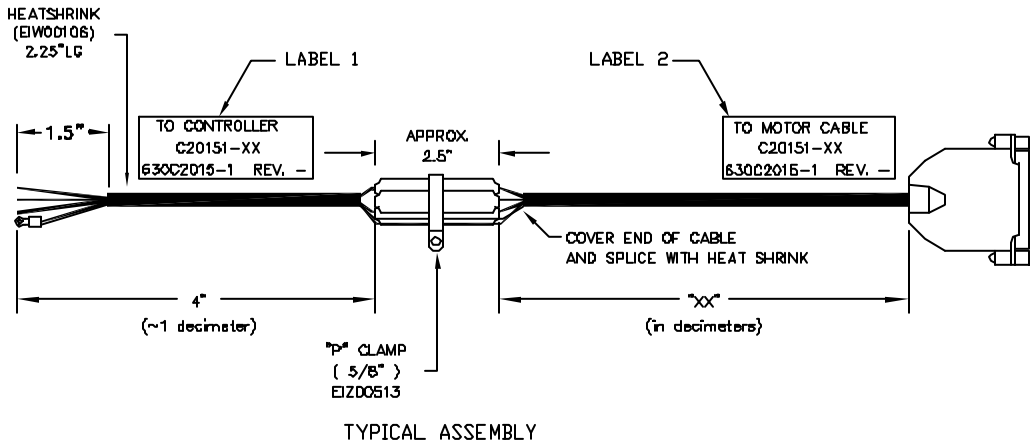 HEATSHRINK
(EIW00106)
2.25"LG
LABEL 1
LABEL 2
1.5"
TO CONTROLLER
C20151-XX
630C2015-1 REV. -
APPROX.
2.5"
TO MOTOR CABLE
C20151-XX
630C2015-1 REV. -
COVER END OF CABLE
AND SPLICE WITH HEAT SHRINK
4"
(~1 decimeter)
"XX"
(in decimeters)
"P" CLAMP
( 5/8" )
EIZD0513
TYPICAL ASSEMBLY